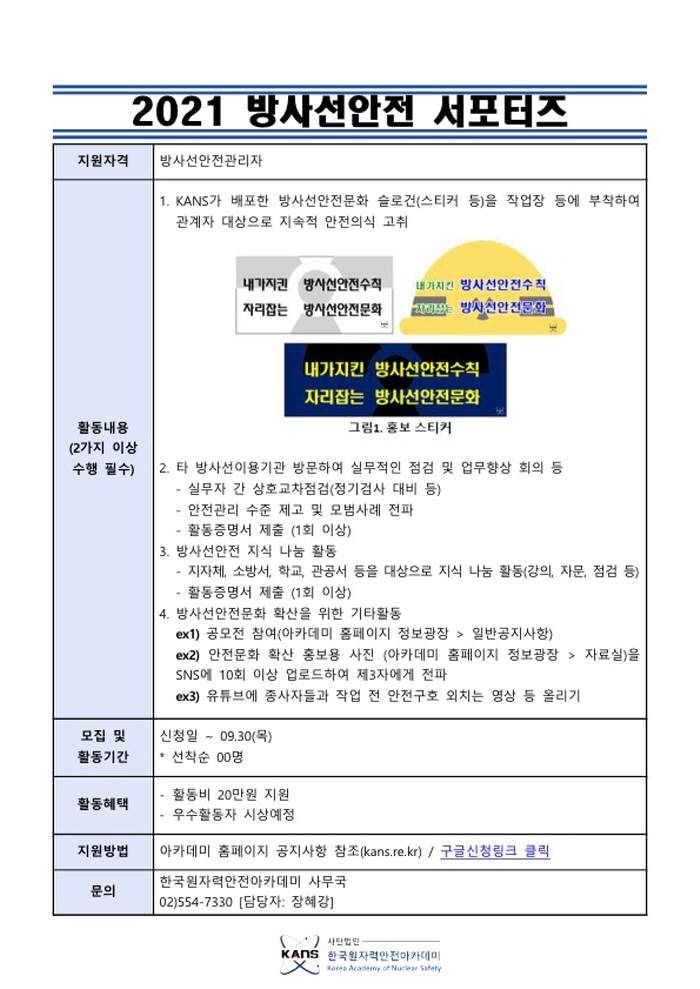 2021 방사선안전 서포터즈
지원자격
방사선안전관리자
활동내용
(2가지 이상
수행 필수)
1. KANS가 배포한 방사선안전문화 슬로건(스티커 등)을 작업장 등에 부착하여
관계자 대상으로 지속적 안전의식 고취
내가지킨 방사선안전수칙
자리잡는 방사선안전문화
내가지킨 방사선안전수칙
자리잡는 방사선안전문화
내가지킨 방사선안전수칙
자리잡는 방사선안전문화
그림1. 홍보 스티커
2. 타 방사선이용기관 방문하여 실무적인 점검 및 업무향상 회의 등
- 실무자 간 상호교차점검(정기검사 대비 등)
- 안전관리 수준 제고 및 모범사례 전파
- 활동증명서 제출 (1회 이상)
3. 방사선안전 지식 나눔 활동
- 지자체, 소방서, 학교, 관공서 등을 대상으로 지식 나눔 활동(강의, 자문, 점검 등)
- 활동증명서 제출 (1회 이상)
4. 방사선안전문화 확산을 위한 기타활동
ex1) 공모전 참여(아카데미 홈페이지 정보광장 > 일반공지사항)
ex2) 안전문화 확산 홍보용 사진 (아카데미 홈페이지 정보광장 > 자료실)을
SNS에 10회 이상 업로드하여 제3자에게 전파
ex3) 유튜브에 종사자들과 작업 전 안전구호 외치는 영상 등 올리기
모집 및
활동기간
신청일 ~ 09.30(목)
* 선착순 00명
활동혜택
- 활동비 20만원 지원
- 우수활동자 시상예정
지원방법
아카데미 홈페이지 공지사항 참조(kans.re.kr) / 구글신청링크 클릭
문의
한국원자력안전아카데미 사무국
02)554-7330 [담당자: 장혜강]
KANS
사단법인
한국원자력안전아카데미
Korea Academy of Nuclear Safety